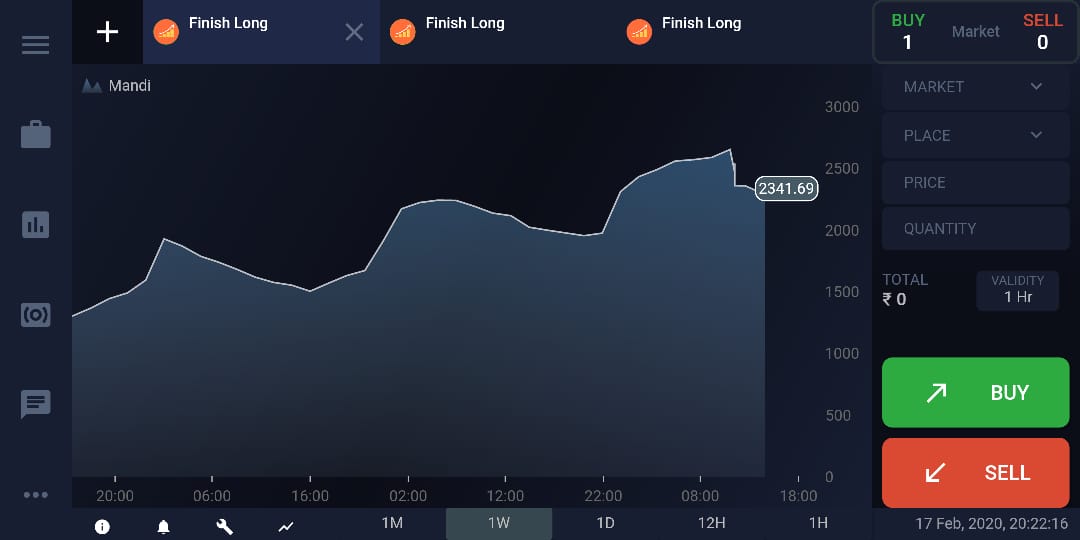 Finish Long
Finish Long
Finish Long
BUY
1
Market
SELL
0
Mandi
3000
2500
2341.69
2000
1500
1000
500
0
20:00 06:00 16:00 02:00 12:00 22:00 08:00 18:00
1M 1W 1D 12H 1H
MARKET
PLACE
PRICE
QUANTITY
TOTAL
₹ 0
VALIDITY
1 Hr
BUY
SELL
17 Feb, 2020, 20:22:16